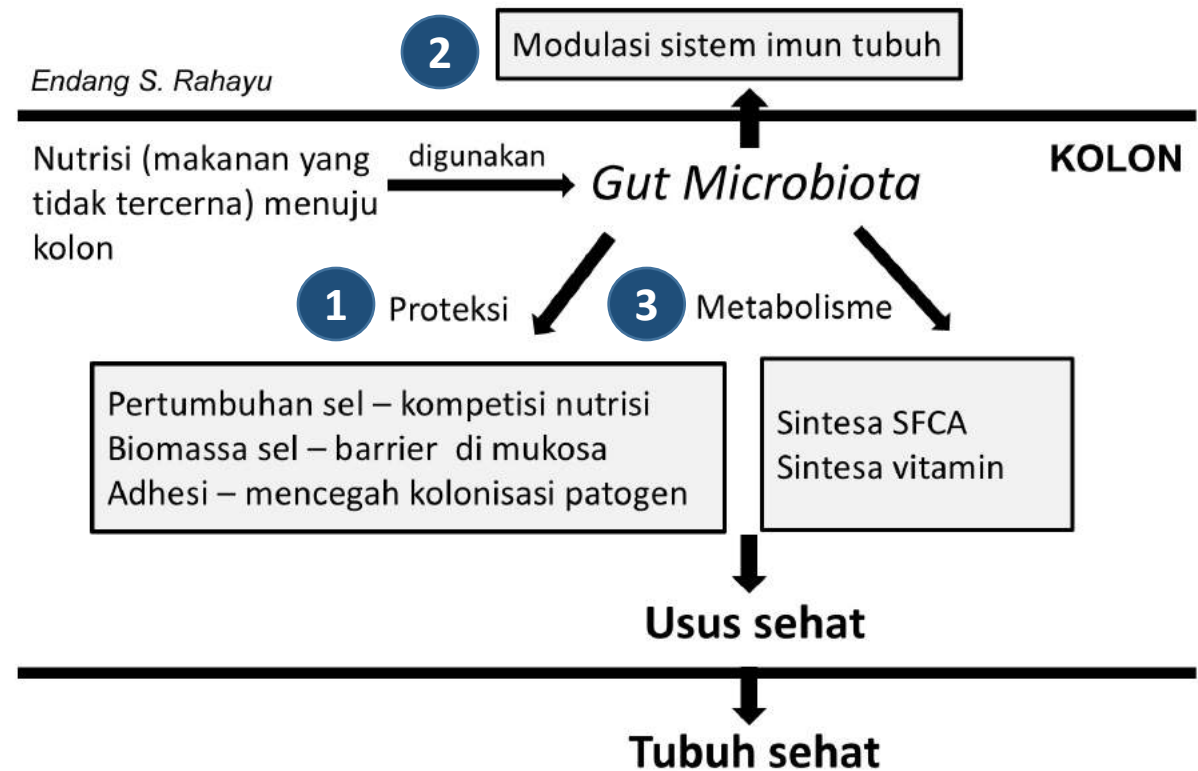 2
Modulasi sistem imun tubuh
Endang S. Rahayu
Nutrisi (makanan yang
tidak tercerna) menuju
kolon
digunakan
Gut Microbiota
KOLON
1
Proteksi
3
Metabolisme
Pertumbuhan sel – kompetisi nutrisi
Biomassa sel – barrier di mukosa
Adhesi – mencegah kolonisasi patogen
Sintesa SFCA
Sintesa vitamin
Usus sehat
Tubuh sehat